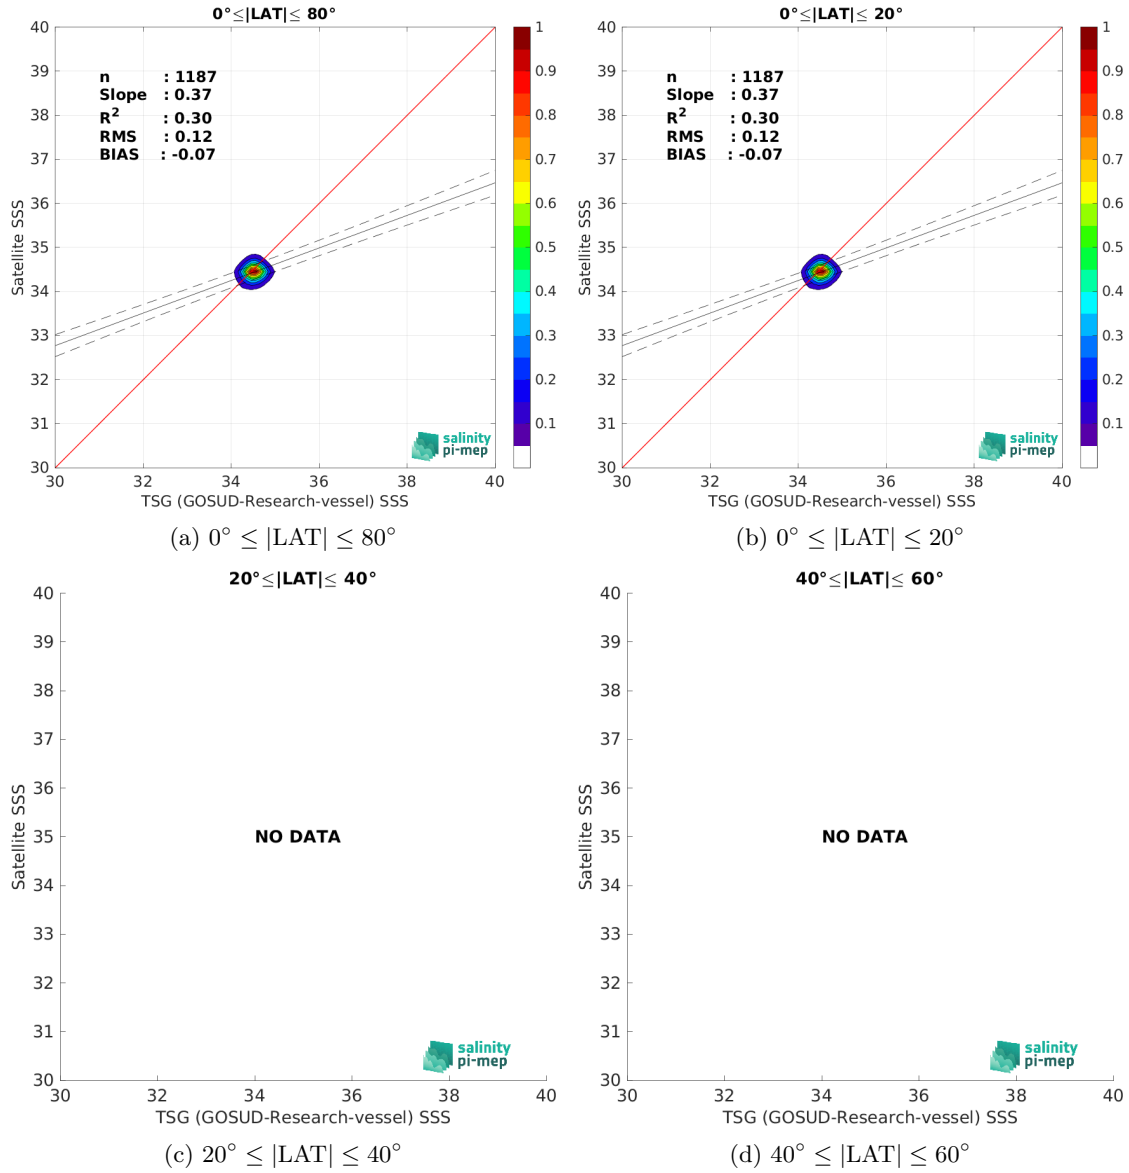 0°≤|LAT|≤ 80°
40
39
38
37
36
35
34
33
32
31
30
Satellite SSS
n : 1187
Slope : 0.37
R² : 0.30
RMS : 0.12
BIAS : -0.07
salinity
pi-mep
30 32 34 36 38 40
TSG (GOSUD-Research-vessel) SSS
1
0.9
0.8
0.7
0.6
0.5
0.4
0.3
0.2
0.1
(a) 0° ≤ |LAT| ≤ 80°
0°≤|LAT|≤ 20°
40
39
38
37
36
35
34
33
32
31
30
Satellite SSS
n : 1187
Slope : 0.37
R² : 0.30
RMS : 0.12
BIAS : -0.07
salinity
pi-mep
30 32 34 36 38 40
TSG (GOSUD-Research-vessel) SSS
1
0.9
0.8
0.7
0.6
0.5
0.4
0.3
0.2
0.1
(b) 0° ≤ |LAT| ≤ 20°
20°≤|LAT|≤ 40°
40
39
38
37
36
35
34
33
32
31
30
Satellite SSS
NO DATA
salinity
pi-mep
30 32 34 36 38 40
TSG (GOSUD-Research-vessel) SSS
(c) 20° ≤ |LAT| ≤ 40°
40°≤|LAT|≤ 60°
40
39
38
37
36
35
34
33
32
31
30
Satellite SSS
NO DATA
salinity
pi-mep
30 32 34 36 38 40
TSG (GOSUD-Research-vessel) SSS
(d) 40° ≤ |LAT| ≤ 60°